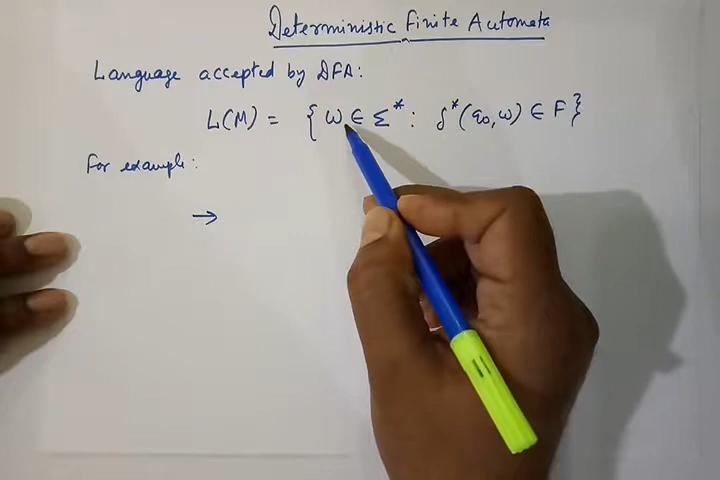 Deterministic Finite Automata
Language accepted by DFA:
L(M) = { w ∈ Σ* : δ*(q0, w) ∈ F }
For example:
→